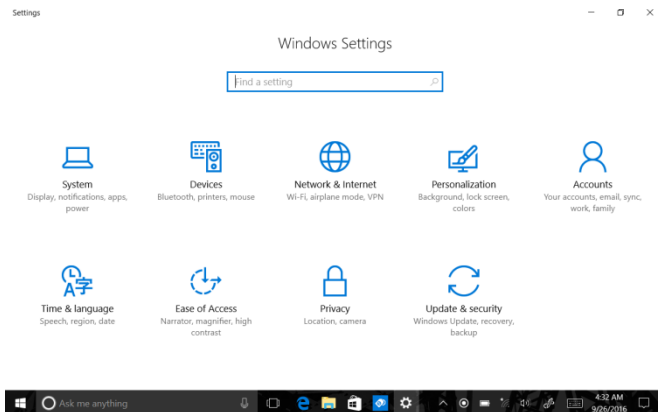 Settings
Windows Settings
Find a setting
System
Display, notifications, apps,
power
Devices
Bluetooth, printers, mouse
Network & Internet
Wi-Fi, airplane mode, VPN
Personalization
Background, lock screen,
colors
Accounts
Your accounts, email, sync,
work, family
Time & language
Speech, region, date
Ease of Access
Narrator, magnifier, high
contrast
Privacy
Location, camera
Update & security
Windows Update, recovery,
backup
Ask me anything
4:32 AM
9/26/2016